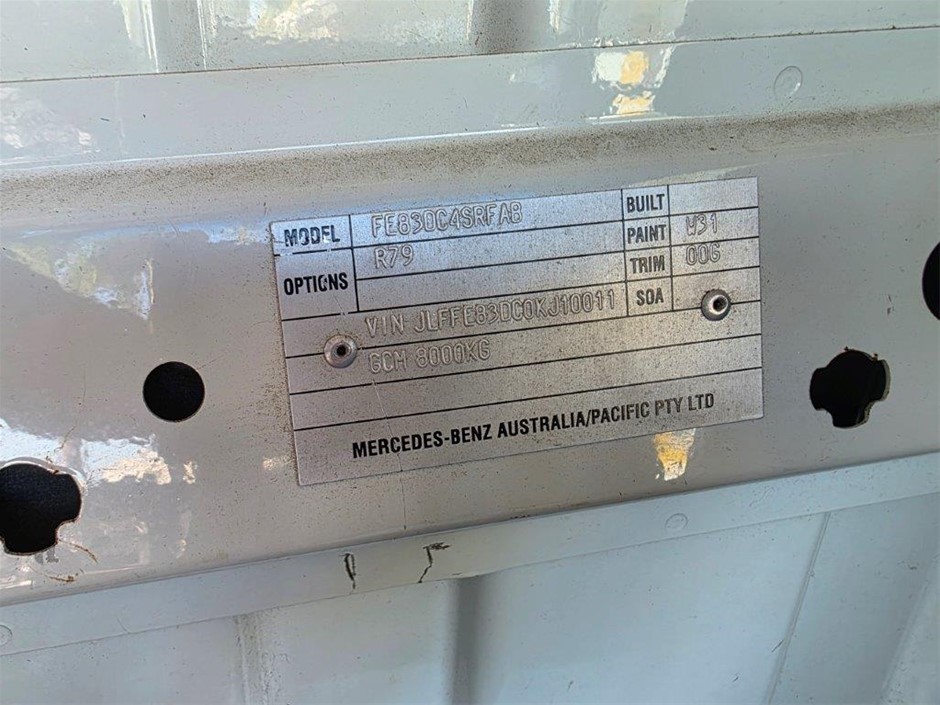 MODEL FE83DC4SRFAB BUILT
OPTIONS R79 PAINT W31
TRIM 00G
VIN JLFFE83DC0KJ10011 SOA
GCM 8000KG
MERCEDES-BENZ AUSTRALIA/PACIFIC PTY LTD